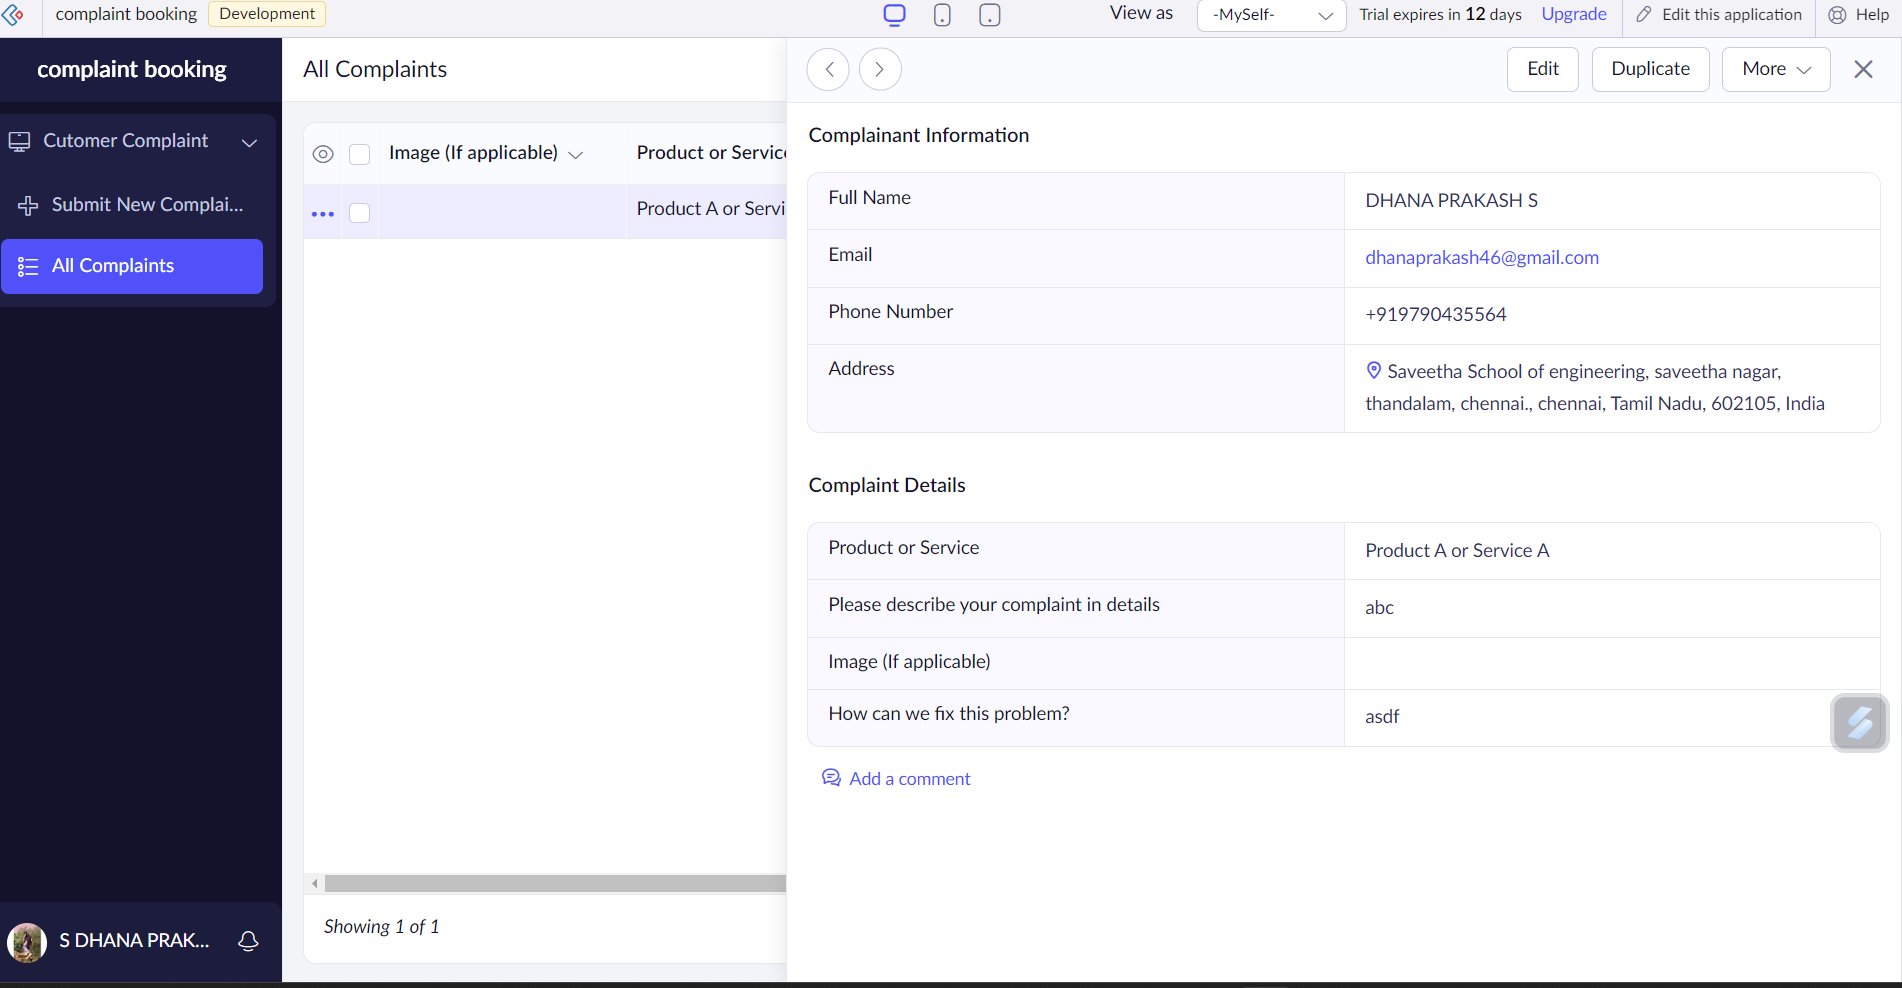 complaint booking Development View as -MySelf- Trial expires in 12 days Upgrade Edit this application Help
complaint booking
Cutomer Complaint
Submit New Complai...
All Complaints
S DHANA PRAK...
All Complaints
Image (If applicable) Product or Servic
Product A or Servi
Showing 1 of 1
Edit Duplicate More
Complainant Information
Full Name DHANA PRAKASH S
Email dhanaprakash46@gmail.com
Phone Number +919790435564
Address Saveetha School of engineering, saveetha nagar,
thandalam, chennai., chennai, Tamil Nadu, 602105, India
Complaint Details
Product or Service Product A or Service A
Please describe your complaint in details abc
Image (If applicable)
How can we fix this problem? asdf
Add a comment